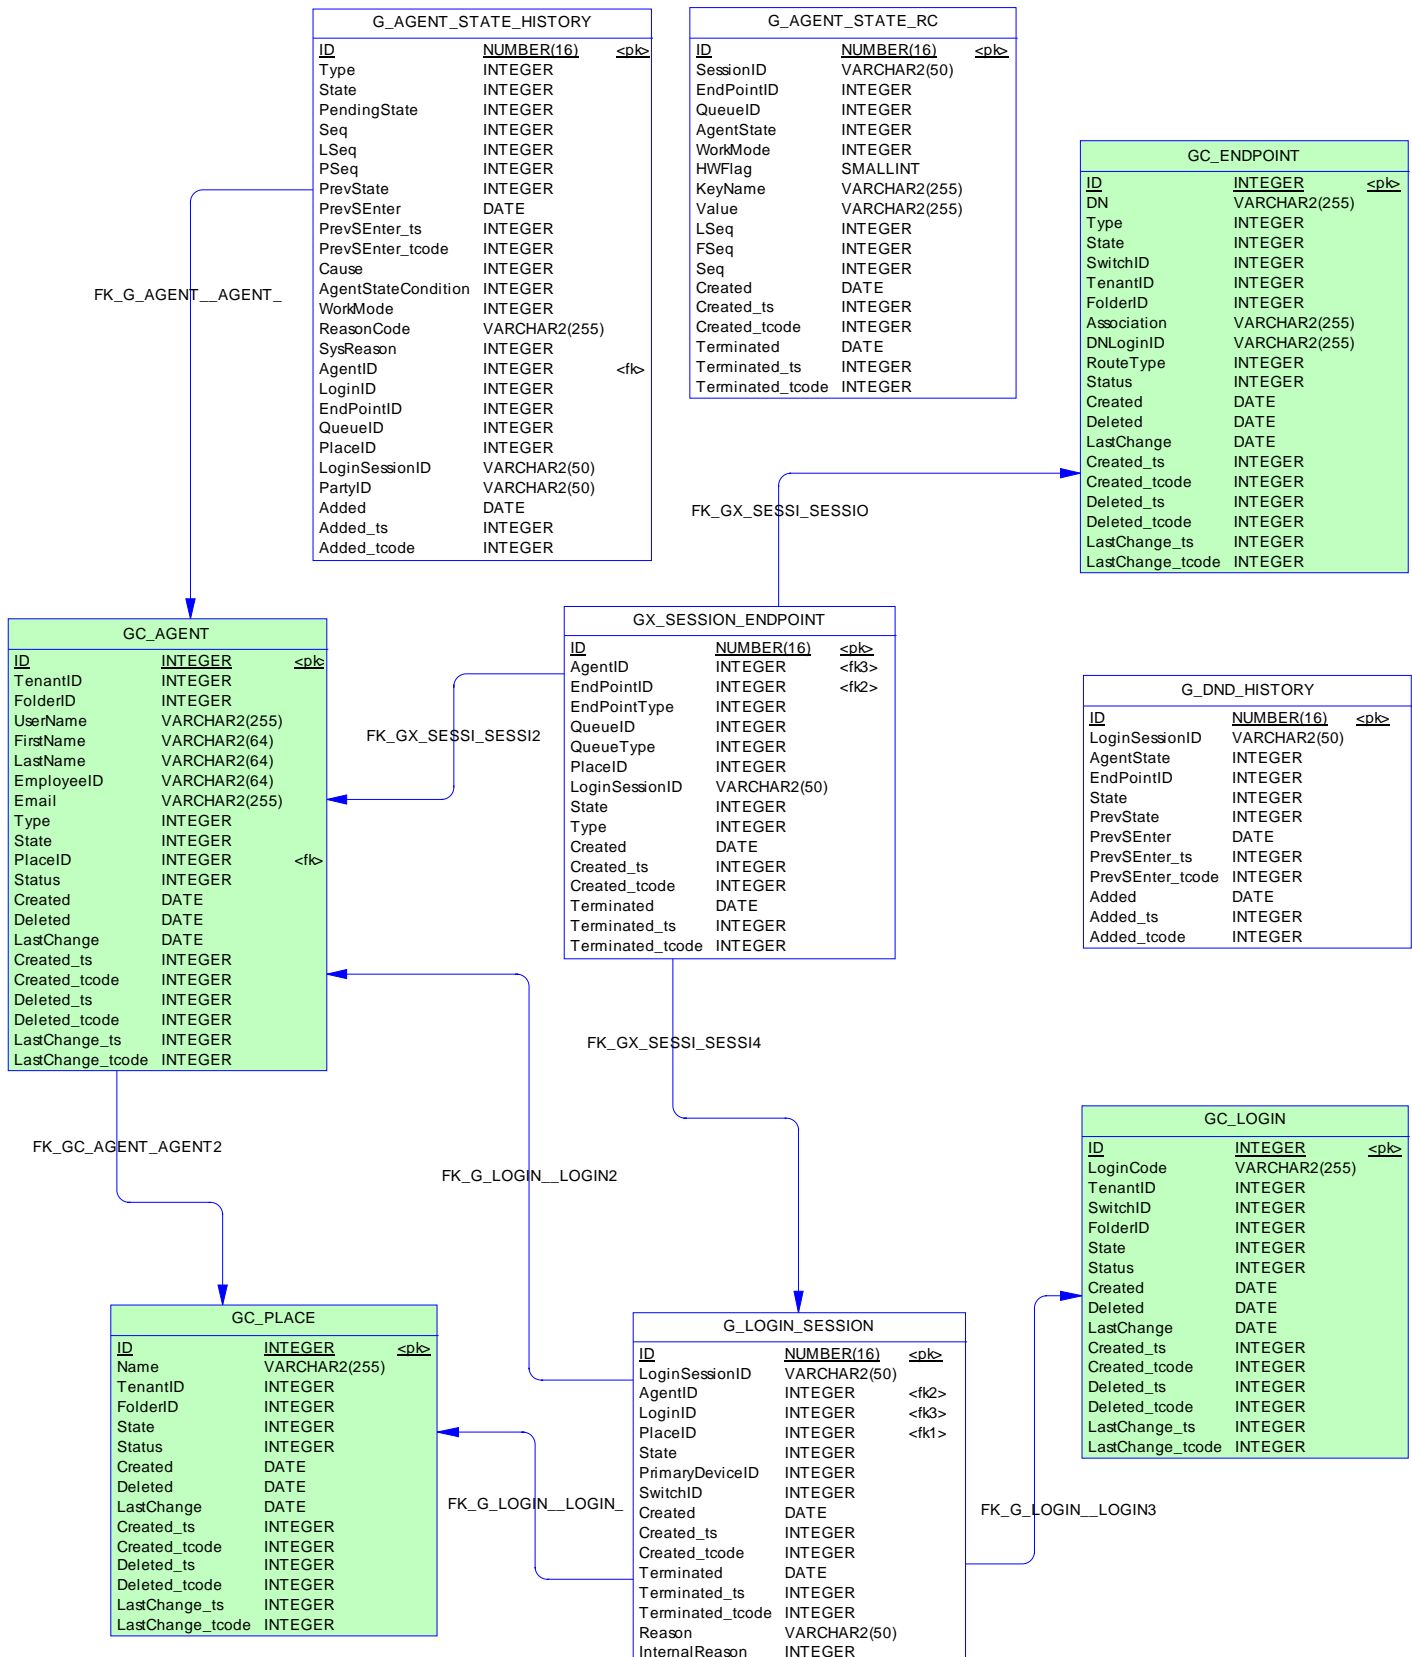 G_AGENT_STATE_HISTORY
ID NUMBER(16) <pk>
Type INTEGER
State INTEGER
PendingState INTEGER
Seq INTEGER
LSeq INTEGER
PSeq INTEGER
PrevState INTEGER
PrevSEnter DATE
PrevSEnter_ts INTEGER
PrevSEnter_tcode INTEGER
Cause INTEGER
AgentStateCondition INTEGER
WorkMode INTEGER
ReasonCode VARCHAR2(255)
SysReason INTEGER
AgentID INTEGER <fk>
LoginID INTEGER
EndPointID INTEGER
QueueID INTEGER
PlaceID INTEGER
LoginSessionID VARCHAR2(50)
PartyID VARCHAR2(50)
Added DATE
Added_ts INTEGER
Added_tcode INTEGER
G_AGENT_STATE_RC
ID NUMBER(16) <pk>
SessionID VARCHAR2(50)
EndPointID INTEGER
QueueID INTEGER
AgentState INTEGER
WorkMode INTEGER
HWFlag SMALLINT
KeyName VARCHAR2(255)
Value VARCHAR2(255)
LSeq INTEGER
FSeq INTEGER
Seq INTEGER
Created DATE
Created_ts INTEGER
Created_tcode INTEGER
Terminated DATE
Terminated_ts INTEGER
Terminated_tcode INTEGER
GC_ENDPOINT
ID INTEGER <pk>
DN VARCHAR2(255)
Type INTEGER
State INTEGER
SwitchID INTEGER
TenantID INTEGER
FolderID INTEGER
Association VARCHAR2(255)
DNLoginID VARCHAR2(255)
RouteType INTEGER
Status INTEGER
Created DATE
Deleted DATE
LastChange DATE
Created_ts INTEGER
Created_tcode INTEGER
Deleted_ts INTEGER
Deleted_tcode INTEGER
LastChange_ts INTEGER
LastChange_tcode INTEGER
FK_G_AGENT__AGENT_
FK_GX_SESSI_SESSIO
GC_AGENT
ID INTEGER <pk>
TenantID INTEGER
FolderID INTEGER
UserName VARCHAR2(255)
FirstName VARCHAR2(64)
LastName VARCHAR2(64)
EmployeeID VARCHAR2(64)
Email VARCHAR2(255)
Type INTEGER
State INTEGER
PlaceID INTEGER <fk>
Status INTEGER
Created DATE
Deleted DATE
LastChange DATE
Created_ts INTEGER
Created_tcode INTEGER
Deleted_ts INTEGER
Deleted_tcode INTEGER
LastChange_ts INTEGER
LastChange_tcode INTEGER
FK_GX_SESSI_SESSI2
GX_SESSION_ENDPOINT
ID NUMBER(16) <pk>
AgentID INTEGER <fk3>
EndPointID INTEGER <fk2>
EndPointType INTEGER
QueueID INTEGER
QueueType INTEGER
PlaceID INTEGER
LoginSessionID VARCHAR2(50)
State INTEGER
Type INTEGER
Created DATE
Created_ts INTEGER
Created_tcode INTEGER
Terminated DATE
Terminated_ts INTEGER
Terminated_tcode INTEGER
G_DND_HISTORY
ID NUMBER(16) <pk>
LoginSessionID VARCHAR2(50)
AgentState INTEGER
EndPointID INTEGER
State INTEGER
PrevState INTEGER
PrevSEnter DATE
PrevSEnter_ts INTEGER
PrevSEnter_tcode INTEGER
Added DATE
Added_ts INTEGER
Added_tcode INTEGER
FK_GX_SESSI_SESSI4
FK_GC_AGENT_AGENT2
FK_G_LOGIN__LOGIN2
GC_LOGIN
ID INTEGER <pk>
LoginCode VARCHAR2(255)
TenantID INTEGER
SwitchID INTEGER
FolderID INTEGER
State INTEGER
Status INTEGER
Created DATE
Deleted DATE
LastChange DATE
Created_ts INTEGER
Created_tcode INTEGER
Deleted_ts INTEGER
Deleted_tcode INTEGER
LastChange_ts INTEGER
LastChange_tcode INTEGER
GC_PLACE
ID INTEGER <pk>
Name VARCHAR2(255)
TenantID INTEGER
FolderID INTEGER
State INTEGER
Status INTEGER
Created DATE
Deleted DATE
LastChange DATE
Created_ts INTEGER
Created_tcode INTEGER
Deleted_ts INTEGER
Deleted_tcode INTEGER
LastChange_ts INTEGER
LastChange_tcode INTEGER
FK_G_LOGIN__LOGIN_
G_LOGIN_SESSION
ID NUMBER(16) <pk>
LoginSessionID VARCHAR2(50)
AgentID INTEGER <fk2>
LoginID INTEGER <fk3>
PlaceID INTEGER <fk1>
State INTEGER
PrimaryDeviceID INTEGER
SwitchID INTEGER
Created DATE
Created_ts INTEGER
Created_tcode INTEGER
Terminated DATE
Terminated_ts INTEGER
Terminated_tcode INTEGER
Reason VARCHAR2(50)
InternalReason INTEGER
FK_G_LOGIN__LOGIN3